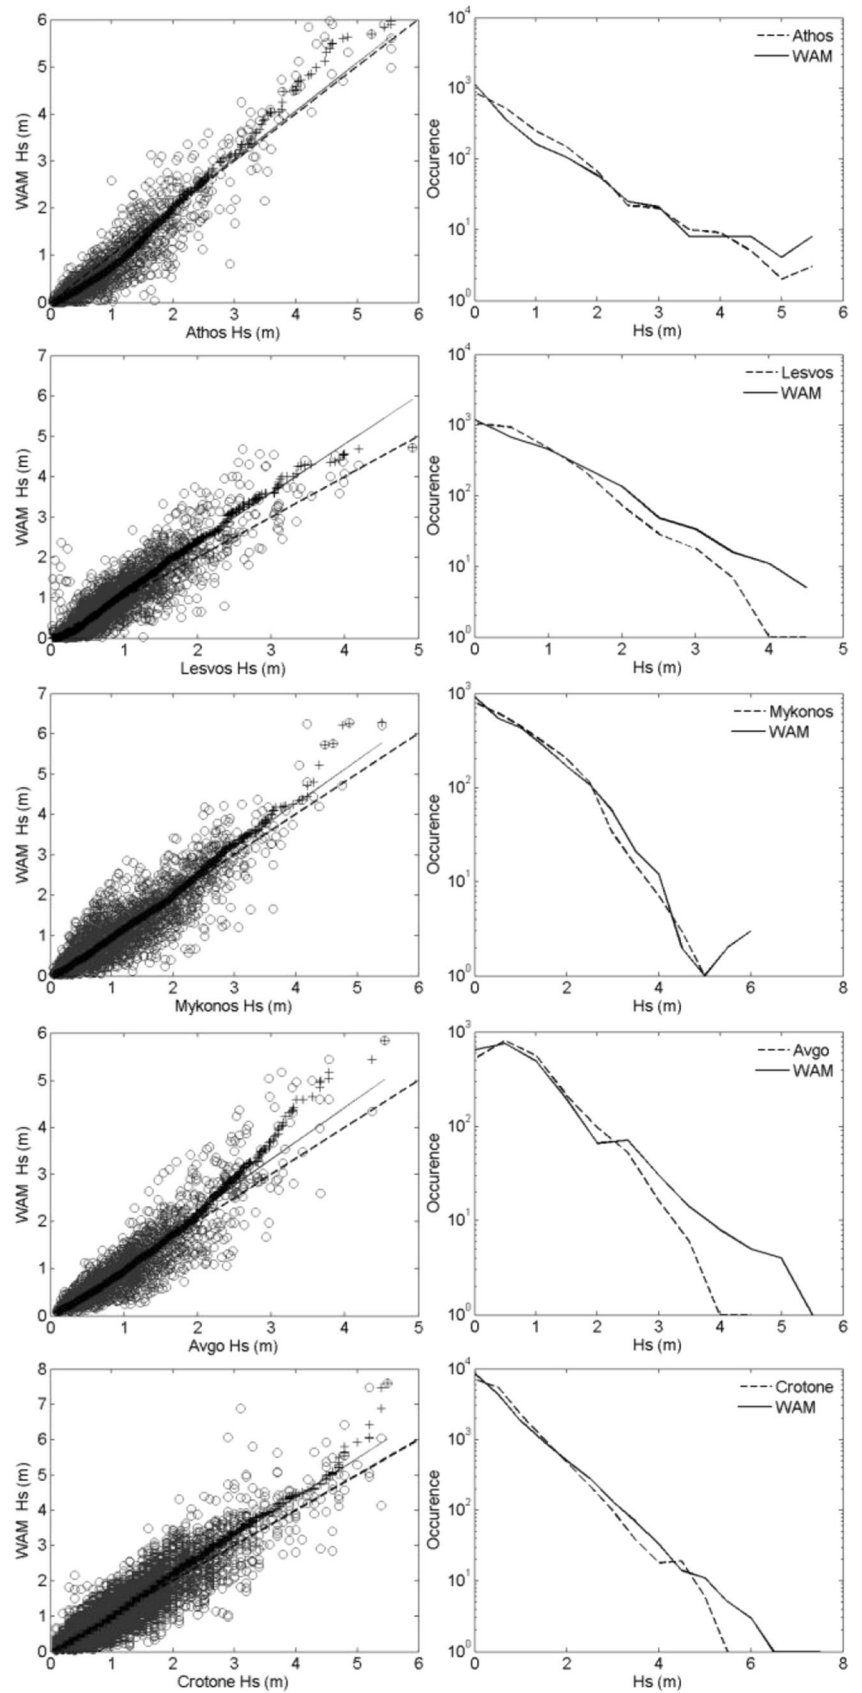 6
5
4
3
2
1
0
1 2 3 4 5 6
WAM Hs (m)
Athos Hs (m)
10^4
10^3
10^2
10^1
10^0
0 1 2 3 4 5 6
Occurence
Hs (m)
Athos
WAM
7
6
5
4
3
2
1
0
1 2 3 4 5
WAM Hs (m)
Lesvos Hs (m)
10^4
10^3
10^2
10^1
10^0
0 1 2 3 4 5
Occurence
Hs (m)
Lesvos
WAM
7
6
5
4
3
2
1
0
0 1 2 3 4 5 6
WAM Hs (m)
Mykonos Hs (m)
10^3
10^2
10^1
10^0
0 2 4 6 8
Occurence
Hs (m)
Mykonos
WAM
6
5
4
3
2
1
0
1 2 3 4 5
WAM Hs (m)
Avgo Hs (m)
10^3
10^2
10^1
10^0
0 1 2 3 4 5 6
Occurence
Hs (m)
Avgo
WAM
8
7
6
5
4
3
2
1
0
0 1 2 3 4 5 6
WAM Hs (m)
Crotone Hs (m)
10^4
10^3
10^2
10^1
10^0
0 2 4 6 8
Occurence
Hs (m)
Crotone
WAM